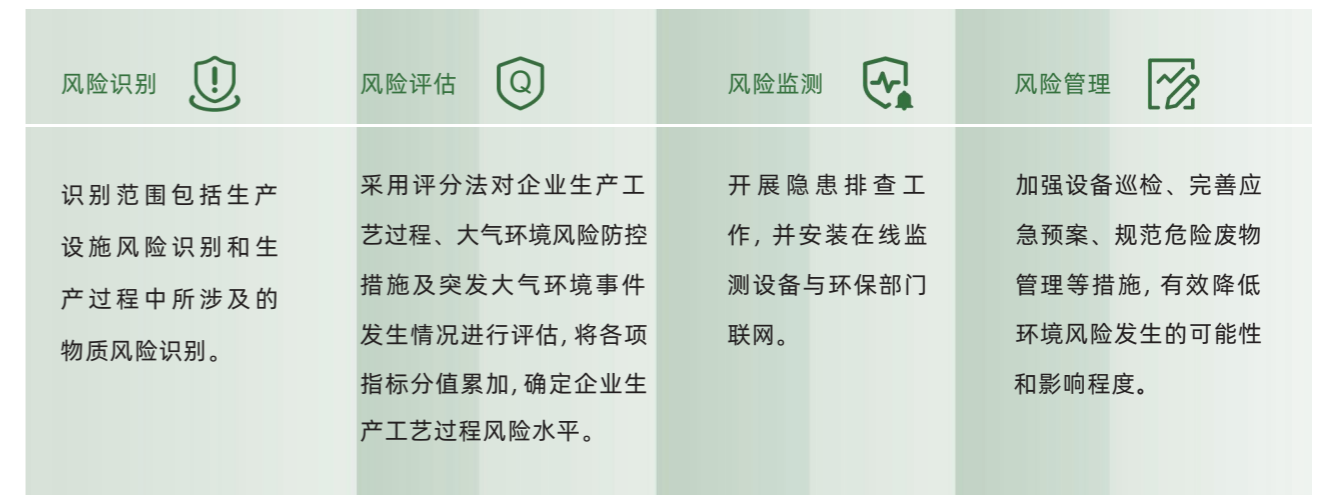 风险识别
识别范围包括生产
设施风险识别和生
产过程中所涉及的
物质风险识别。
风险评估
Q
采用评分法对企业生产工
艺过程、大气环境风险防控
措施及突发大气环境事件
发生情况进行评估,将各项
指标分值累加,确定企业生
产工艺过程风险水平。
风险监测
开展隐患排查工
作,并安装在线监
测设备与环保部门
联网。
风险管理
加强设备巡检、完善应
急预案、规范危险废物
管理等措施,有效降低
环境风险发生的可能性
和影响程度。